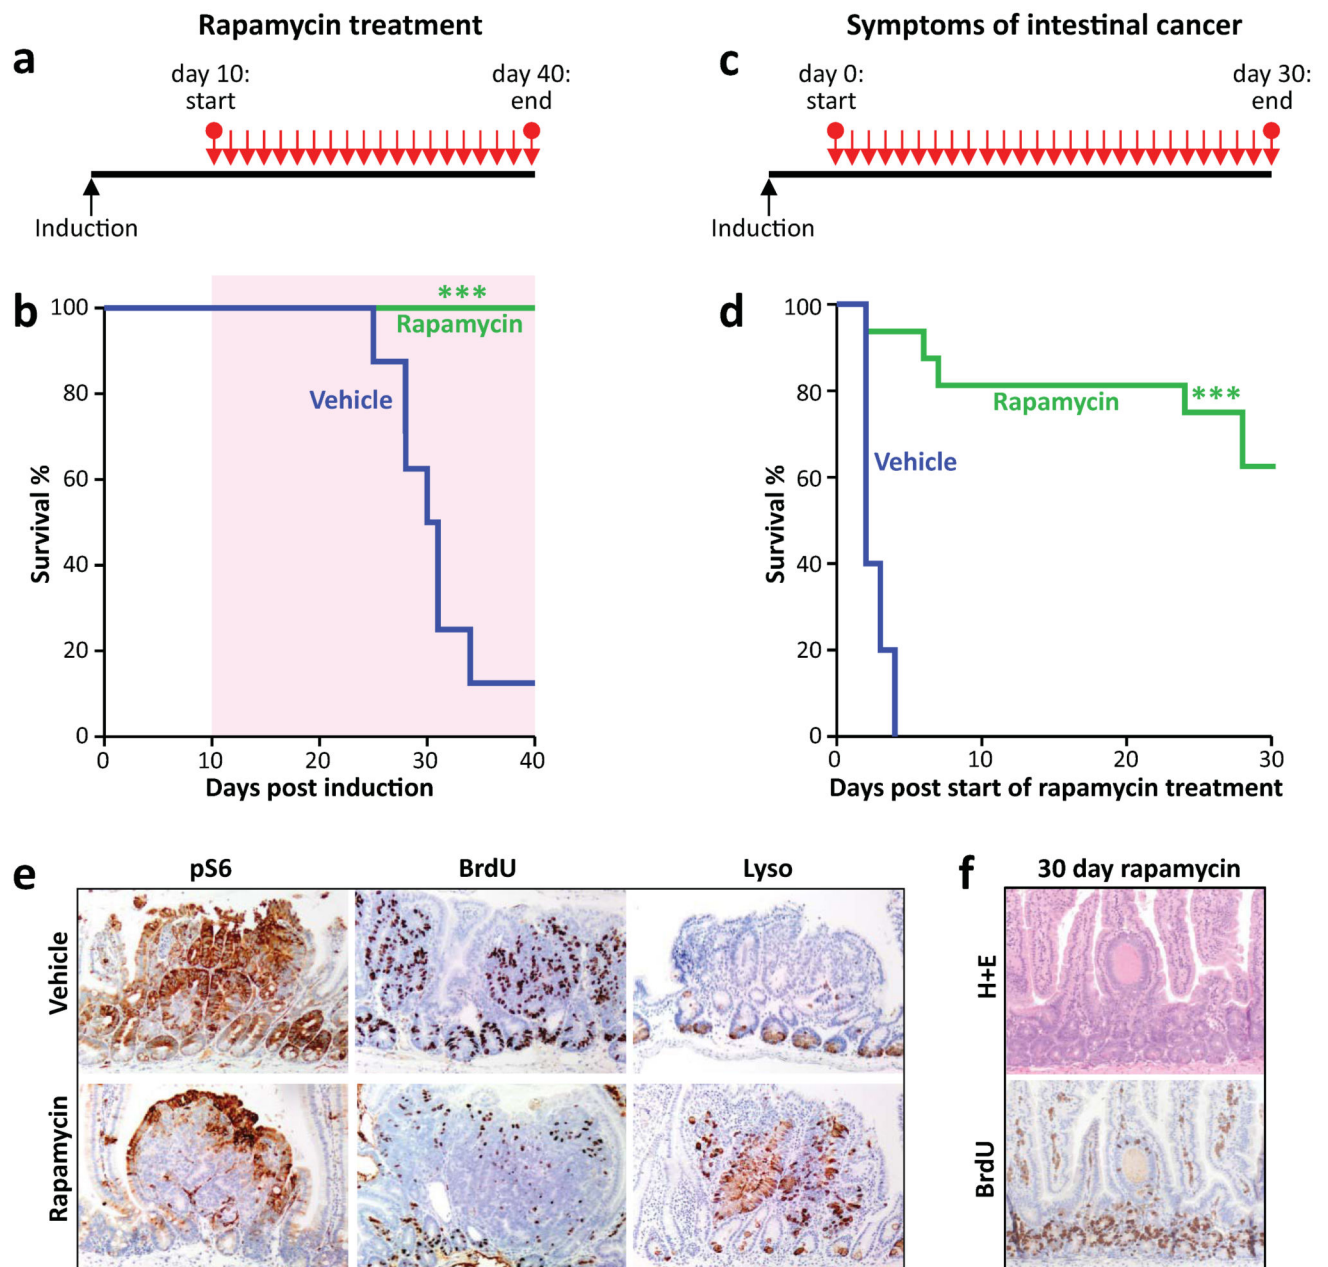 Rapamycin treatment
a
day 10:
start
day 40:
end
Induction
Symptoms of intestinal cancer
c
day 0:
start
day 30:
end
Induction
b
100
80
60
40
20
0
Survival %
***
Rapamycin
Vehicle
0
10
20
30
40
Days post induction
d
100
80
60
40
20
0
Survival %
***
Rapamycin
Vehicle
0
10
20
30
Days post start of rapamycin treatment
e
pS6
BrdU
Lyso
Vehicle
Rapamycin
f
30 day rapamycin
H+E
BrdU